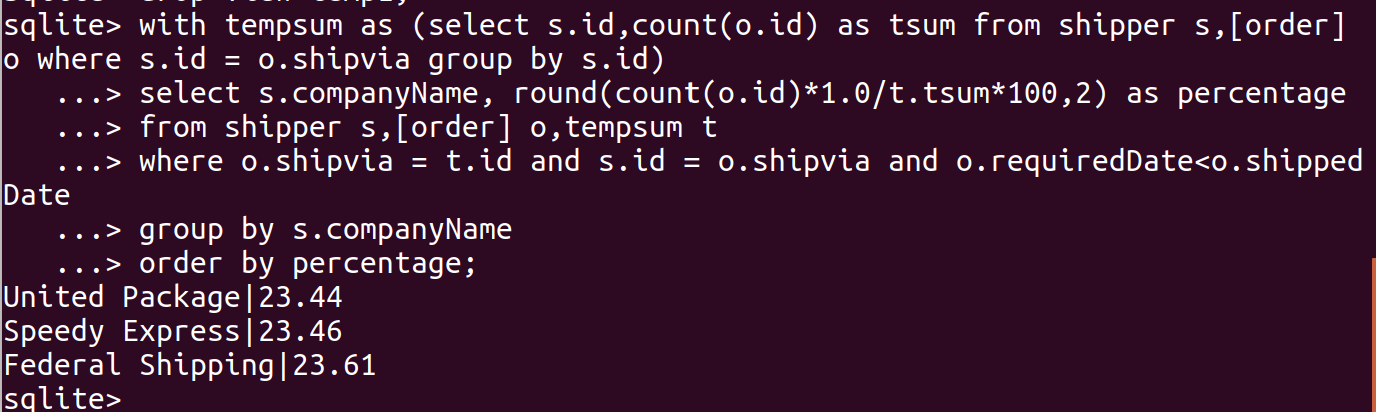 sqlite> with tempsum as (select s.id,count(o.id) as tsum from shipper s,[order]
o where s.id = o.shipvia group by s.id)
...> select s.companyName, round(count(o.id)*1.0/t.tsum*100,2) as percentage
...> from shipper s,[order] o,tempsum t
...> where o.shipvia = t.id and s.id = o.shipvia and o.requiredDate<o.shipped
Date
...> group by s.companyName
...> order by percentage;
United Package|23.44
Speedy Express|23.46
Federal Shipping|23.61
sqlite>